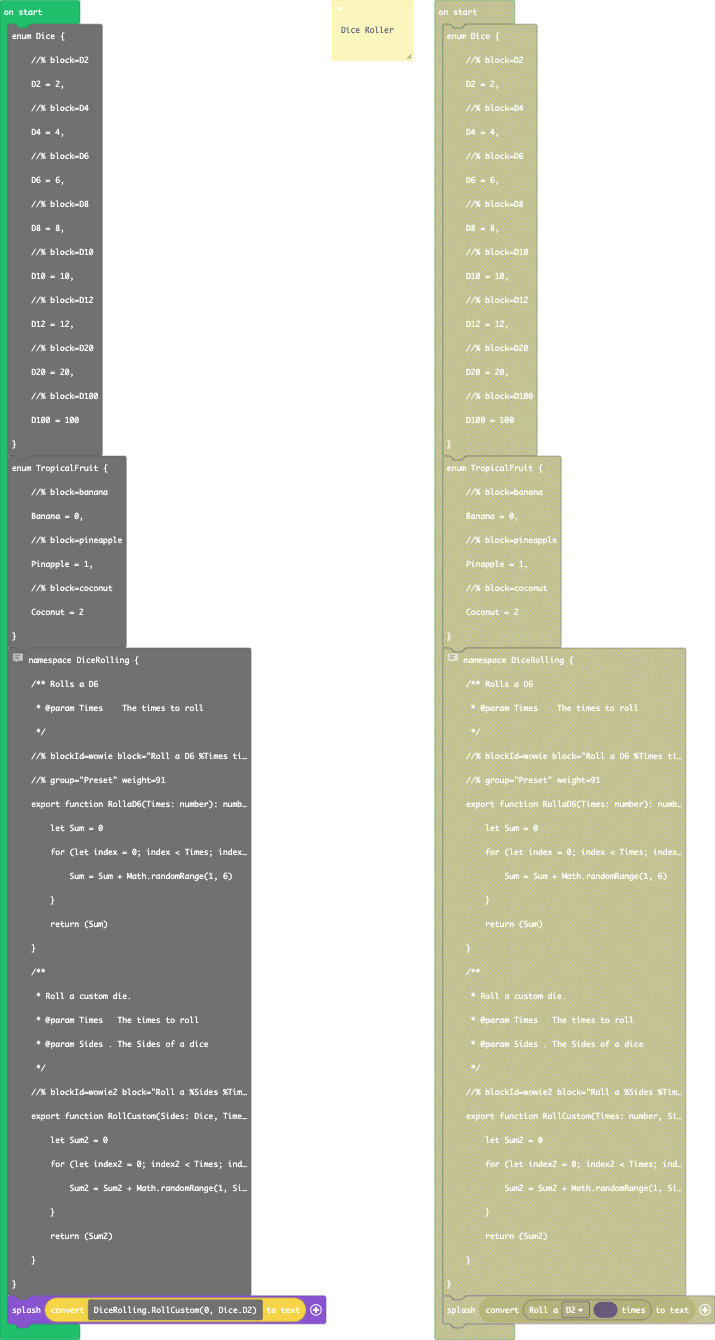 on start
enum Dice {
//% block=D2
D2 = 2,
//% block=D4
D4 = 4,
//% block=D6
D6 = 6,
//% block=D8
D8 = 8,
//% block=D10
D10 = 10,
//% block=D12
D12 = 12,
//% block=D20
D20 = 20,
//% block=D100
D100 = 100
}
enum TropicalFruit {
//% block=banana
Banana = 0,
//% block=pineapple
Pinapple = 1,
//% block=coconut
Coconut = 2
}
namespace DiceRolling {
/** Rolls a D6
* @param Times    The times to roll
*/
//% blockId=wowie block="Roll a D6 %Times ti…
//% group="Preset" weight=91
export function RollaD6(Times: number): numb…
let Sum = 0
for (let index = 0; index < Times; index…
Sum = Sum + Math.randomRange(1, 6)
}
return (Sum)
}
/**
* Roll a custom die.
* @param Times   The times to roll
* @param Sides . The Sides of a dice
*/
//% blockId=wowie2 block="Roll a %Sides %Tim…
export function RollCustom(Sides: Dice, Time…
let Sum2 = 0
for (let index2 = 0; index2 < Times; ind…
Sum2 = Sum2 + Math.randomRange(1, Si…
}
return (Sum2)
}
}
splash convert DiceRolling.RollCustom(0, Dice.D2) to text
Dice Roller
on start
enum Dice {
//% block=D2
D2 = 2,
//% block=D4
D4 = 4,
//% block=D6
D6 = 6,
//% block=D8
D8 = 8,
//% block=D10
D10 = 10,
//% block=D12
D12 = 12,
//% block=D20
D20 = 20,
//% block=D100
D100 = 100
}
enum TropicalFruit {
//% block=banana
Banana = 0,
//% block=pineapple
Pinapple = 1,
//% block=coconut
Coconut = 2
}
namespace DiceRolling {
/** Rolls a D6
* @param Times    The times to roll
*/
//% blockId=wowie block="Roll a D6 %Times ti…
//% group="Preset" weight=91
export function RollaD6(Times: number): numb…
let Sum = 0
for (let index = 0; index < Times; index…
Sum = Sum + Math.randomRange(1, 6)
}
return (Sum)
}
/**
* Roll a custom die.
* @param Times   The times to roll
* @param Sides . The Sides of a dice
*/
//% blockId=wowie2 block="Roll a %Sides %Tim…
export function RollCustom(Times: number, Si…
let Sum2 = 0
for (let index2 = 0; index2 < Times; ind…
Sum2 = Sum2 + Math.randomRange(1, Si…
}
return (Sum2)
}
}
splash convert Roll a D2 times to text